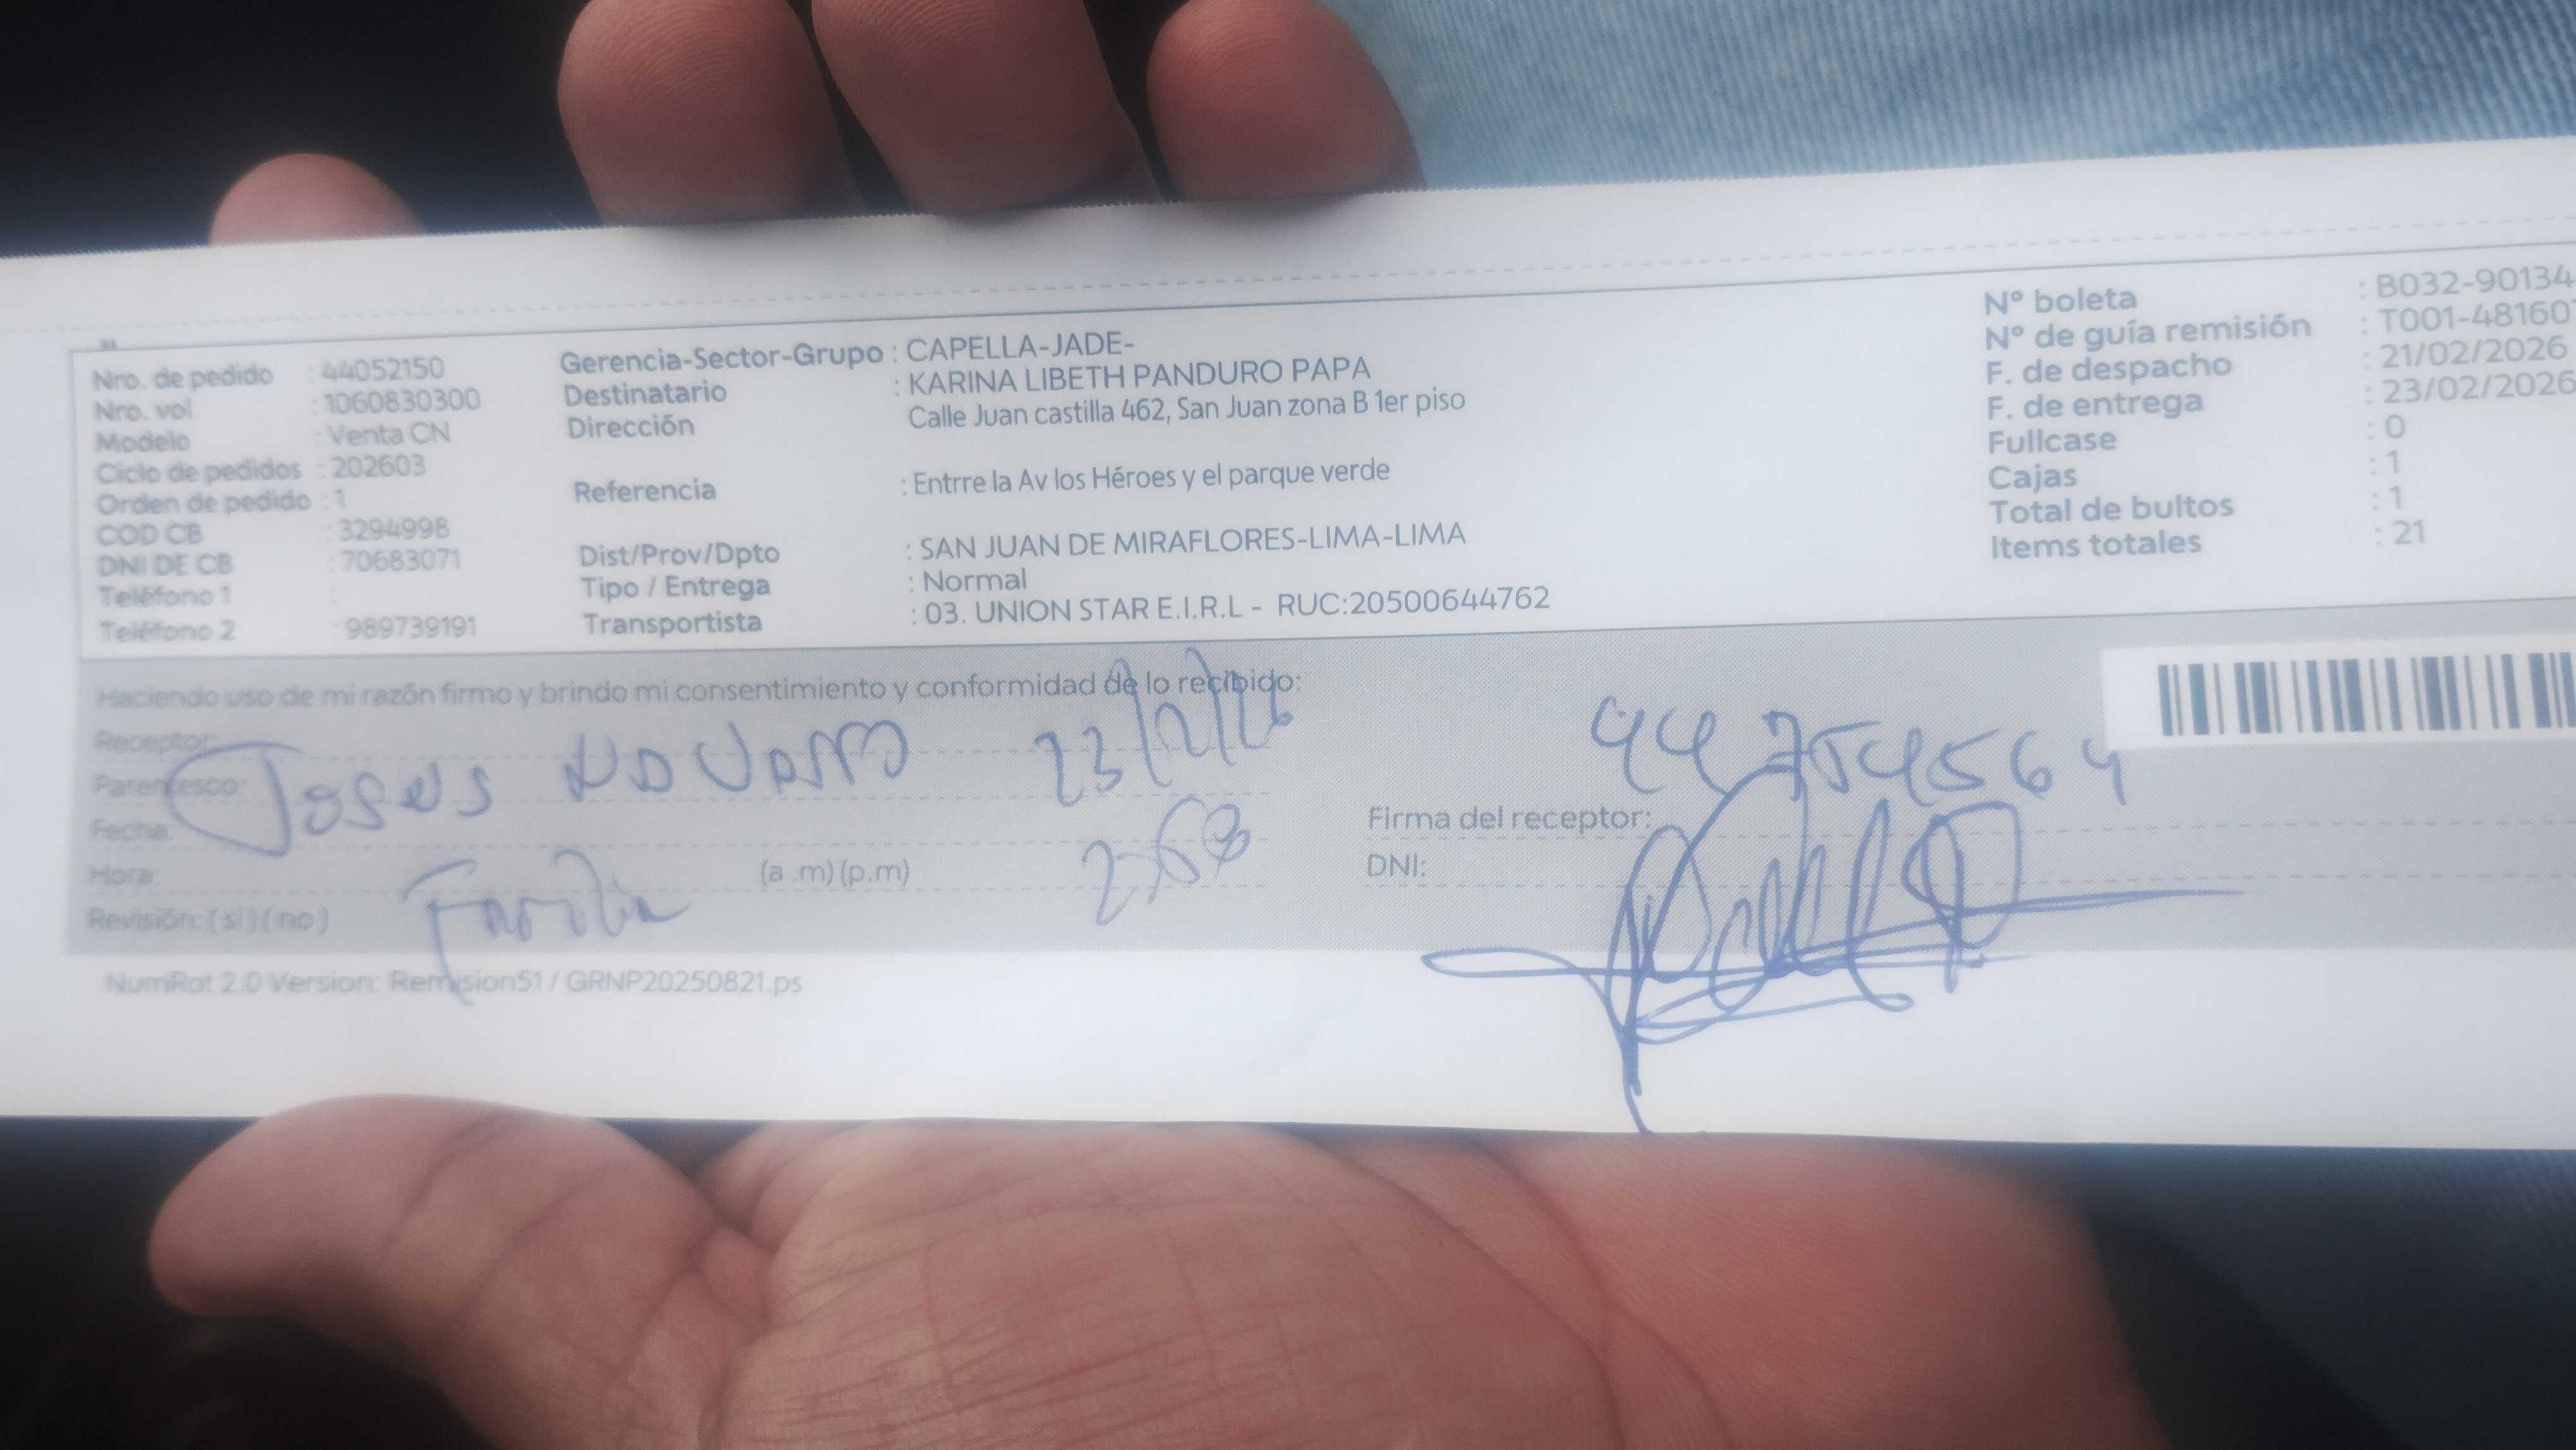 Nro. de pedido : 44052150
Nro. vol : 1060830300
Modelo : Venta CN
Ciclo de pedidos : 202603
Orden de pedido : 1
COD CB : 3294998
DNI DE CB : 70683071
Teléfono 1 :
Teléfono 2 : 989739191
Gerencia-Sector-Grupo : CAPELLA-JADE-
Destinatario : KARINA LIBETH PANDURO PAPA
Dirección Calle Juan castilla 462, San Juan zona B 1er piso
Referencia : Entrre la Av los Héroes y el parque verde
Dist/Prov/Dpto : SAN JUAN DE MIRAFLORES-LIMA-LIMA
Tipo / Entrega : Normal
Transportista : 03. UNION STAR E.I.R.L - RUC:20500644762
Nº boleta : B032-90134
Nº de guía remisión : T001-48160
F. de despacho : 21/02/2026
F. de entrega : 23/02/2026
Fullcase : 0
Cajas : 1
Total de bultos : 1
Items totales : 21
Haciendo uso de mi razón firmo y brindo mi consentimiento y conformidad de lo recibido:
Receptor:
Parentesco:
23/2/26
Fecha:
Hora: (a .m) (p.m)
Revisión: ( si ) ( no )
Firma del receptor:
DNI:
NumRot 2.0 Version: Remision51 / GRNP20250821.ps